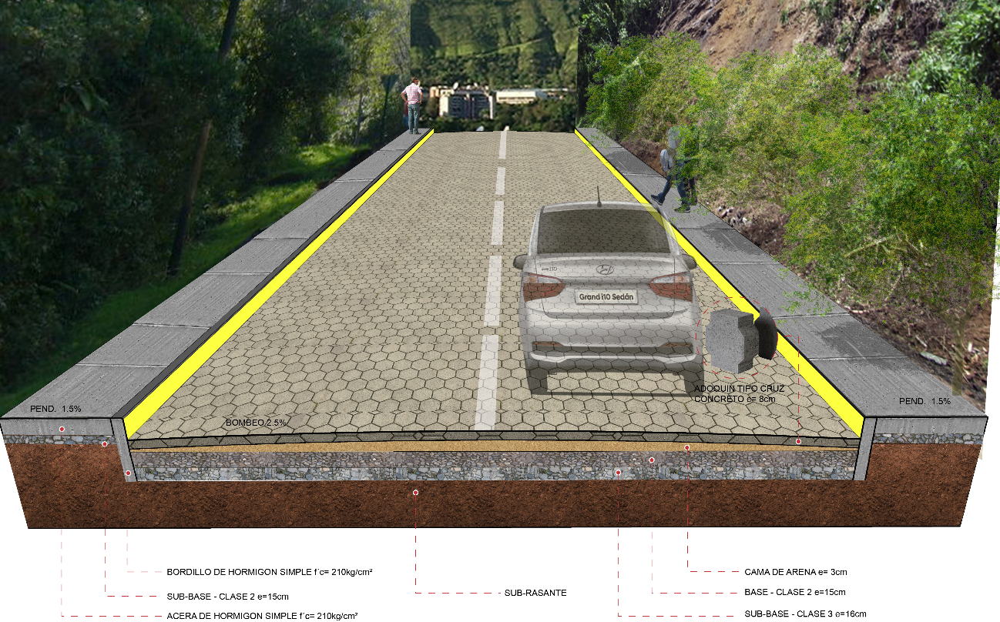 Grand i10 Sedán
ADOQUIN TIPO CRUZ
CONCRETO e= 8cm
PEND. 1.5%
PEND. 1.5%
BOMBEO 2.5%
BORDILLO DE HORMIGON SIMPLE f´c= 210kg/cm²
SUB-BASE - CLASE 2 e=15cm
ACERA DE HORMIGON SIMPLE f´c= 210kg/cm²
SUB-RASANTE
CAMA DE ARENA e= 3cm
BASE - CLASE 2 e=15cm
SUB-BASE - CLASE 3 e=16cm